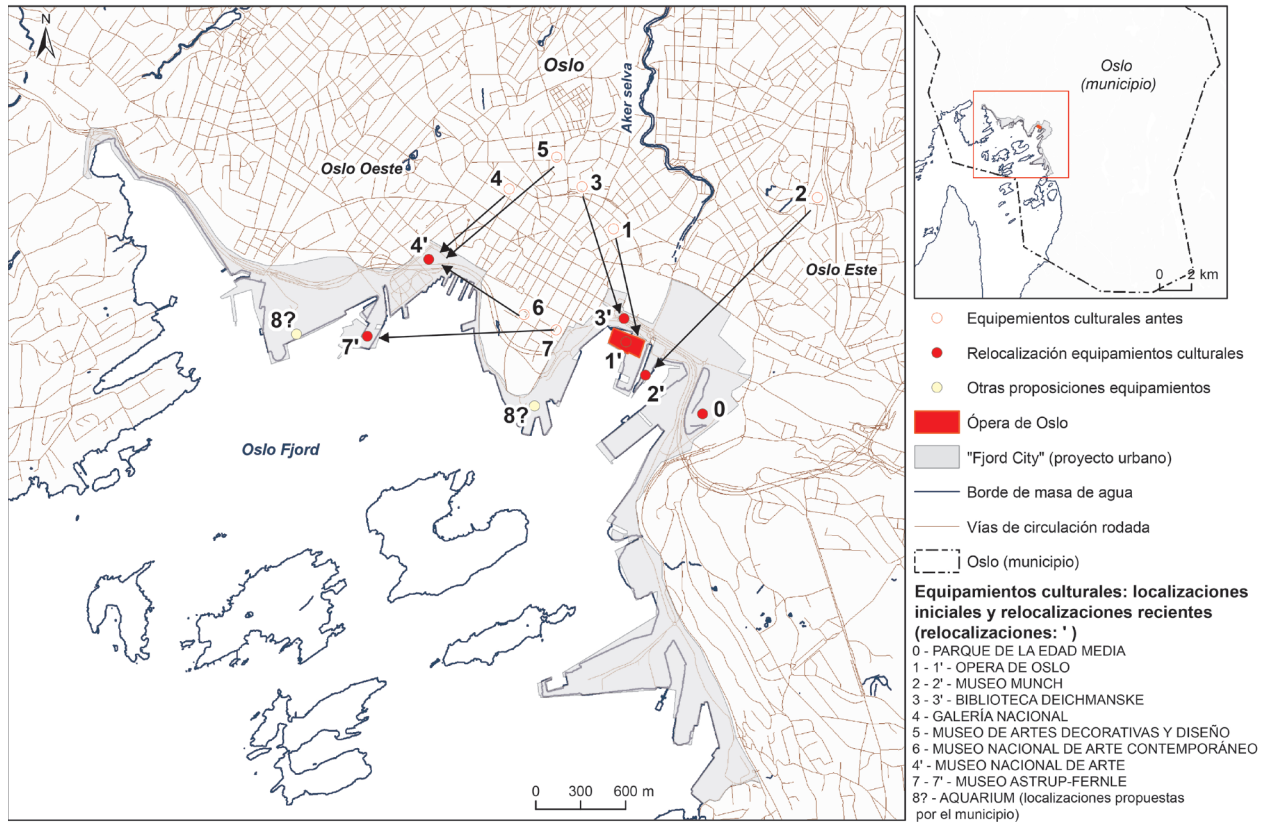 N
Oslo
Aker selva
Oslo Oeste
5
4
3
2
1
Oslo Este
4'
6
3'
8?
7'
7
1'
2'
8?
0
Oslo Fjord
0 300 600 m
Oslo
(municipio)
0 2 km
Equipemientos culturales antes
Relocalización equipamientos culturales
Otras proposiciones equipamientos
Ópera de Oslo
"Fjord City" (proyecto urbano)
Borde de masa de agua
Vías de circulación rodada
Oslo (municipio)
Equipamientos culturales: localizaciones
iniciales y relocalizaciones recientes
(relocalizaciones: ' )
0 - PARQUE DE LA EDAD MEDIA
1 - 1' - OPERA DE OSLO
2 - 2' - MUSEO MUNCH
3 - 3' - BIBLIOTECA DEICHMANSKE
4 - GALERÍA NACIONAL
5 - MUSEO DE ARTES DECORATIVAS Y DISEÑO
6 - MUSEO NACIONAL DE ARTE CONTEMPORÁNEO
4' - MUSEO NACIONAL DE ARTE
7 - 7' - MUSEO ASTRUP-FERNLE
8? - AQUARIUM (localizaciones propuestas
por el municipio)